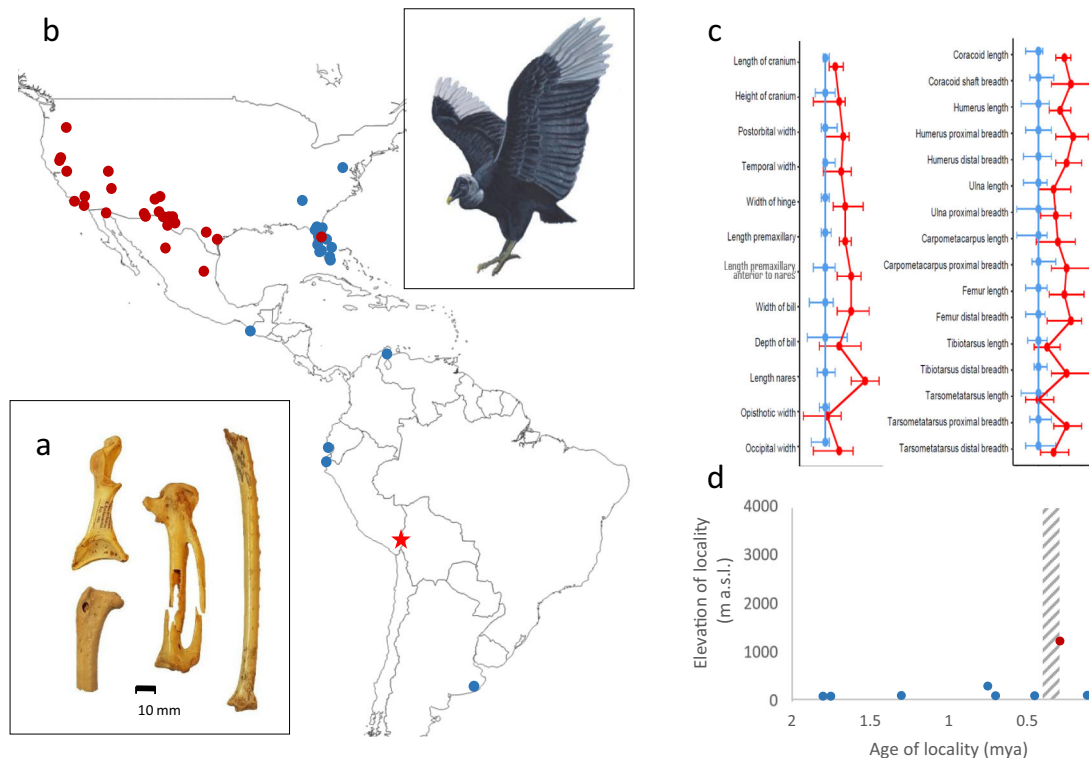 b
c
Length of cranium
Height of cranium
Postorbital width
Temporal width
Width of hinge
Length premaxillary
Length premaxillary
anterior to nares
Width of bill
Depth of bill
Length nares
Opisthotic width
Occipital width
Coracoid length
Coracoid shaft breadth
Humerus length
Humerus proximal breadth
Humerus distal breadth
Ulna length
Ulna proximal breadth
Carpometacarpus length
Carpometacarpus proximal breadth
Femur length
Femur distal breadth
Tibiotarsus length
Tibiotarsus distal breadth
Tarsometatarsus length
Tarsometatarsus proximal breadth
Tarsometatarsus distal breadth
a
10 mm
d
Elevation of locality
(m a.s.l.)
4000
3000
2000
1000
0
2
1.5
1
0.5
Age of locality (mya)